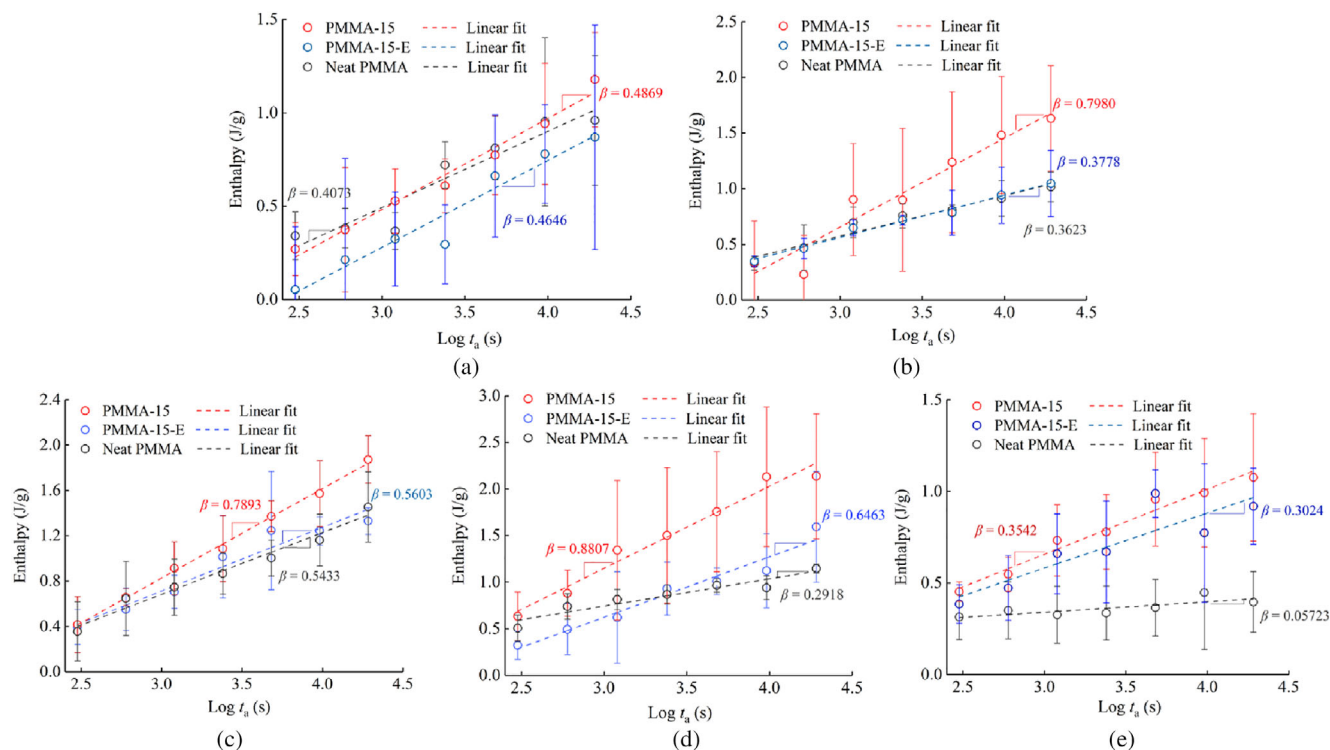 1.5
1.0
0.5
0.0
Enthalpy (J/g)
PMMA-15 Linear fit
PMMA-15-E Linear fit
Neat PMMA Linear fit
β = 0.4869
β = 0.4073
β = 0.4646
2.5 3.0 3.5 4.0 4.5
Log tₐ (s)
(a)
2.5
2.0
1.5
1.0
0.5
0.0
Enthalpy (J/g)
PMMA-15 Linear fit
PMMA-15-E Linear fit
Neat PMMA Linear fit
β = 0.7980
β = 0.3778
β = 0.3623
2.5 3.0 3.5 4.0 4.5
Log tₐ (s)
(b)
2.4
2.0
1.6
1.2
0.8
0.4
0.0
Enthalpy (J/g)
PMMA-15 Linear fit
PMMA-15-E Linear fit
Neat PMMA Linear fit
β = 0.7893
β = 0.5603
β = 0.5433
2.5 3.0 3.5 4.0 4.5
Log tₐ (s)
(c)
3.0
2.5
2.0
1.5
1.0
0.5
0.0
Enthalpy (J/g)
PMMA-15 Linear fit
PMMA-15-E Linear fit
Neat PMMA Linear fit
β = 0.8807
β = 0.6463
β = 0.2918
2.5 3.0 3.5 4.0 4.5
Log tₐ (s)
(d)
1.5
1.0
0.5
0.0
Enthalpy (J/g)
PMMA-15 Linear fit
PMMA-15-E Linear fit
Neat PMMA Linear fit
β = 0.3542
β = 0.3024
β = 0.05723
2.5 3.0 3.5 4.0 4.5
Log tₐ (s)
(e)